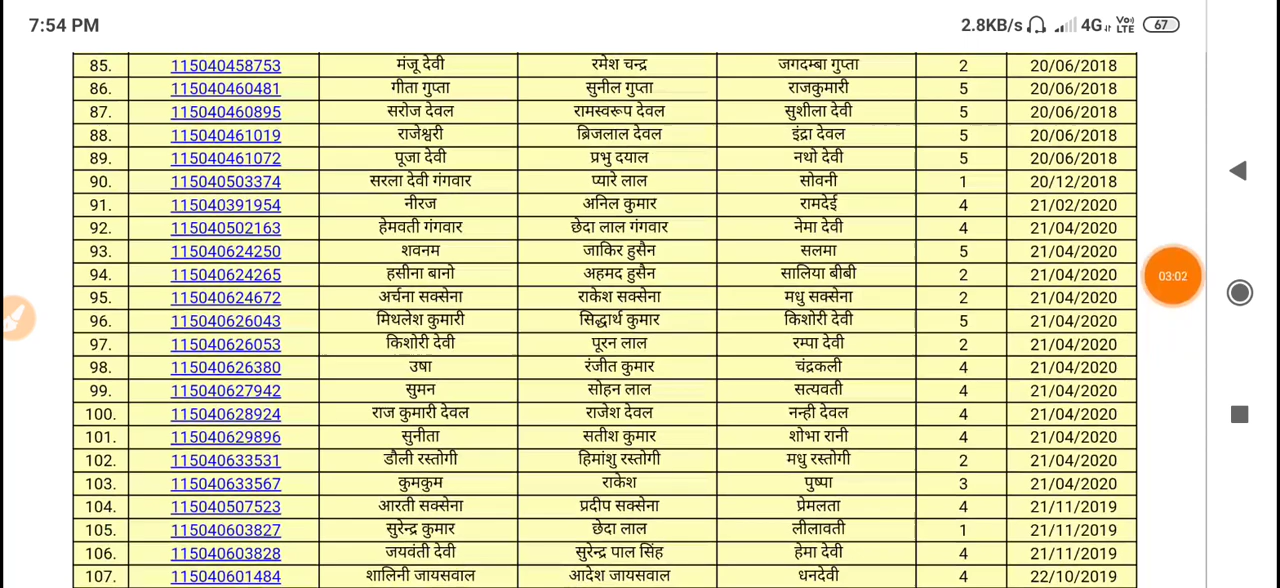 7:54 PM 2.8KB/s 4G Vo) LTE 67
85. 115040458753 मंजू देवी रमेश चन्द्र जगदम्बा गुप्ता 2 20/06/2018
86. 115040460481 गीता गुप्ता सुनील गुप्ता राजकुमारी 5 20/06/2018
87. 115040460895 सरोज देवल रामस्वरूप देवल सुशीला देवी 5 20/06/2018
88. 115040461019 राजेश्वरी ब्रिजलाल देवल इंद्रा देवल 5 20/06/2018
89. 115040461072 पूजा देवी प्रभु दयाल नथो देवी 5 20/06/2018
90. 115040503374 सरला देवी गंगवार प्यारे लाल सोवनी 1 20/12/2018
91. 115040391954 नीरज अनिल कुमार रामदेई 4 21/02/2020
92. 115040502163 हेमवती गंगवार छेदा लाल गंगवार नेमा देवी 4 21/04/2020
93. 115040624250 शवनम जाकिर हुसैन सलमा 5 21/04/2020
94. 115040624265 हसीना बानो अहमद हुसैन सालिया बीबी 2 21/04/2020
95. 115040624672 अर्चना सक्सेना राकेश सक्सेना मधु सक्सेना 2 21/04/2020
96. 115040626043 मिथलेश कुमारी सिद्धार्थ कुमार किशोरी देवी 5 21/04/2020
97. 115040626053 किशोरी देवी पूरन लाल रम्पा देवी 2 21/04/2020
98. 115040626380 उषा रंजीत कुमार चंद्रकली 4 21/04/2020
99. 115040627942 सुमन सोहन लाल सत्यवती 4 21/04/2020
100. 115040628924 राज कुमारी देवल राजेश देवल नन्ही देवल 4 21/04/2020
101. 115040629896 सुनीता सतीश कुमार शोभा रानी 4 21/04/2020
102. 115040633531 डौली रस्तोगी हिमांशु रस्तोगी मधु रस्तोगी 2 21/04/2020
103. 115040633567 कुमकुम राकेश पुष्पा 3 21/04/2020
104. 115040507523 आरती सक्सेना प्रदीप सक्सेना प्रेमलता 4 21/11/2019
105. 115040603827 सुरेन्द्र कुमार छेदा लाल लीलावती 1 21/11/2019
106. 115040603828 जयवंती देवी सुरेन्द्र पाल सिंह हेमा देवी 4 21/11/2019
107. 115040601484 शालिनी जायसवाल आदेश जायसवाल धनदेवी 4 22/10/2019
03:02